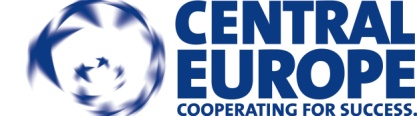 CENTRAL
EUROPE
COOPERATING FOR SUCCESS.